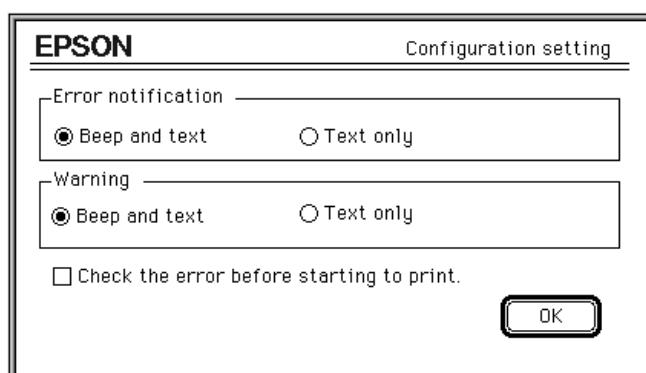 EPSON Configuration setting
Error notification
Beep and text Text only
Warning
Beep and text Text only
Check the error before starting to print.
OK